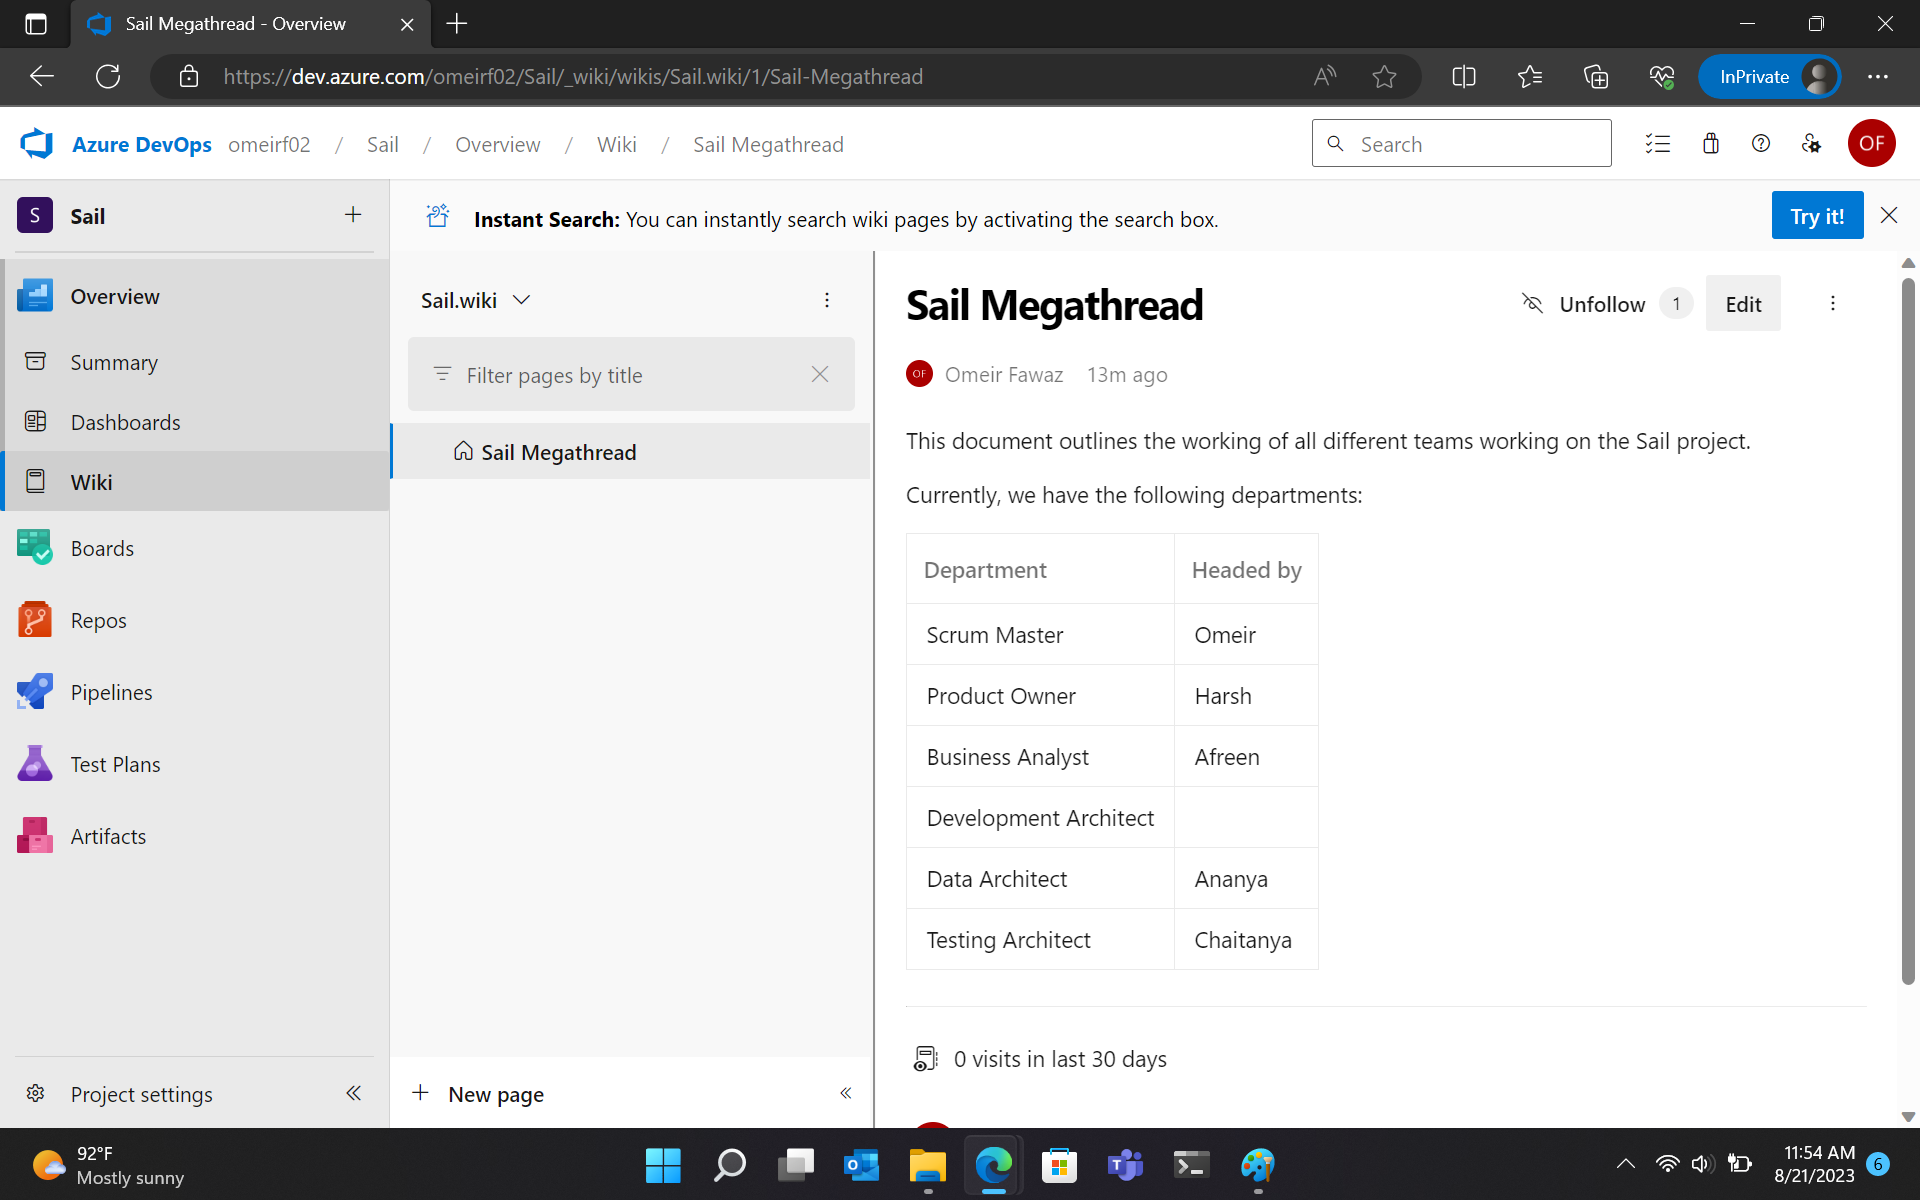 Sail Megathread - Overview
https://dev.azure.com/omeirf02/Sail/_wiki/wikis/Sail.wiki/1/Sail-Megathread
InPrivate
Azure DevOps omeirf02 / Sail / Overview / Wiki / Sail Megathread
Search
OF
S Sail
Instant Search: You can instantly search wiki pages by activating the search box.
Try it!
Overview
Summary
Dashboards
Wiki
Boards
Repos
Pipelines
Test Plans
Artifacts
Project settings
Sail.wiki
Filter pages by title
Sail Megathread
New page
Sail Megathread
Unfollow 1 Edit
OF Omeir Fawaz 13m ago
This document outlines the working of all different teams working on the Sail project.
Currently, we have the following departments:
Department Headed by
Scrum Master Omeir
Product Owner Harsh
Business Analyst Afreen
Development Architect
Data Architect Ananya
Testing Architect Chaitanya
0 visits in last 30 days
92°F
Mostly sunny
11:54 AM
8/21/2023
6